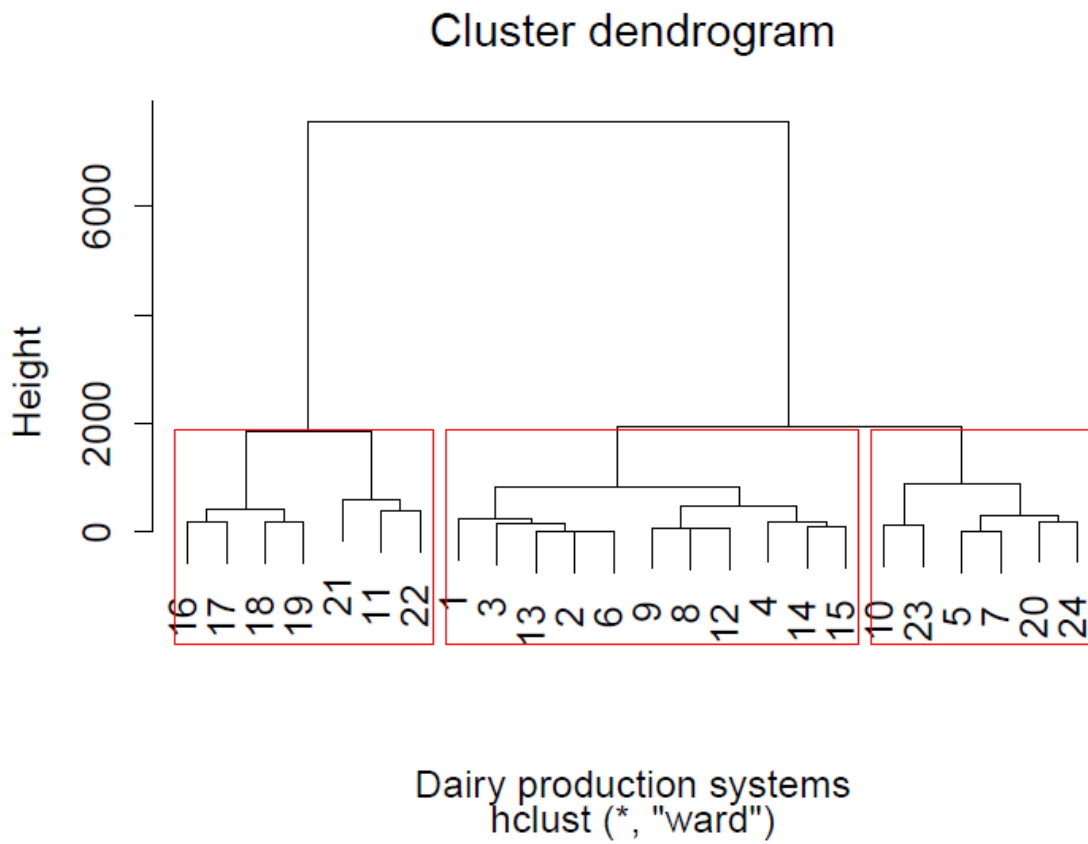 Cluster dendrogram
Height
6000
2000
0
16 17 18 19 21 11 22 1 3 13 2 6 9 8 12 4 14 15 10 23 5 7 20 24
Dairy production systems
hclust (*, "ward")